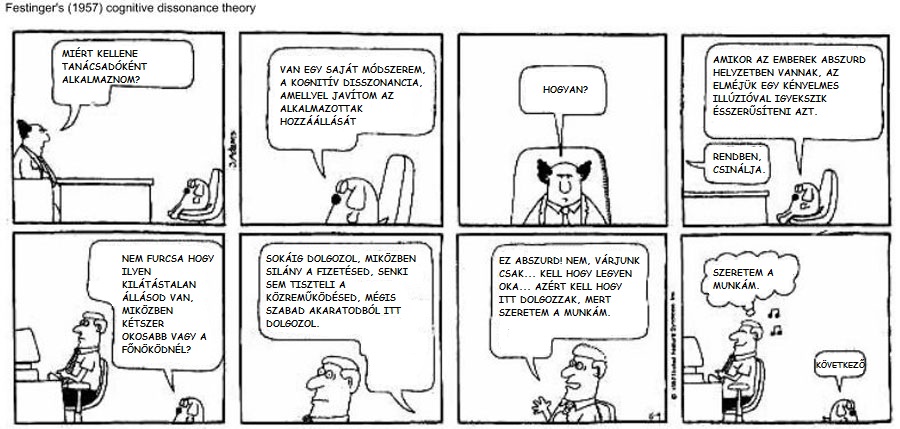 Festinger's (1957) cognitive dissonance theory
MIÉRT KELLENE
TANÁCSADÓKÉNT
ALKALMAZNOM?
VAN EGY SAJÁT MÓDSZEREM,
A KOGNITÍV DISSZONANCIA,
AMELLYEL JAVÍTOM AZ
ALKALMAZOTTAK
HOZZÁÁLLÁSÁT
S.ADAMS
HOGYAN?
AMIKOR AZ EMBEREK ABSZURD
HELYZETBEN VANNAK, AZ
ELMÉJÜK EGY KÉNYELMES
ILLÚZIÓVAL IGYEKSZIK
ÉSSZERŰSÍTENI AZT.
RENDBEN,
CSINÁLJA.
NEM FURCSA HOGY
ILYEN
KILÁTÁSTALAN
ÁLLÁSOD VAN,
MIKÖZBEN
KÉTSZER
OKOSABB VAGY A
FŐNÖKÖDNÉL?
SOKÁIG DOLGOZOL, MIKÖZBEN
SILÁNY A FIZETÉSED, SENKI
SEM TISZTELI A
KÖZREMŰKÖDÉSED, MÉGIS
SZABAD AKARATODBÓL ITT
DOLGOZOL.
EZ ABSZURD! NEM, VÁRJUNK
CSAK... KELL HOGY LEGYEN
OKA... AZÉRT KELL HOGY
ITT DOLGOZZAK, MERT
SZERETEM A MUNKÁM.
SZERETEM A
MUNKÁM.
KÖVETKEZŐ